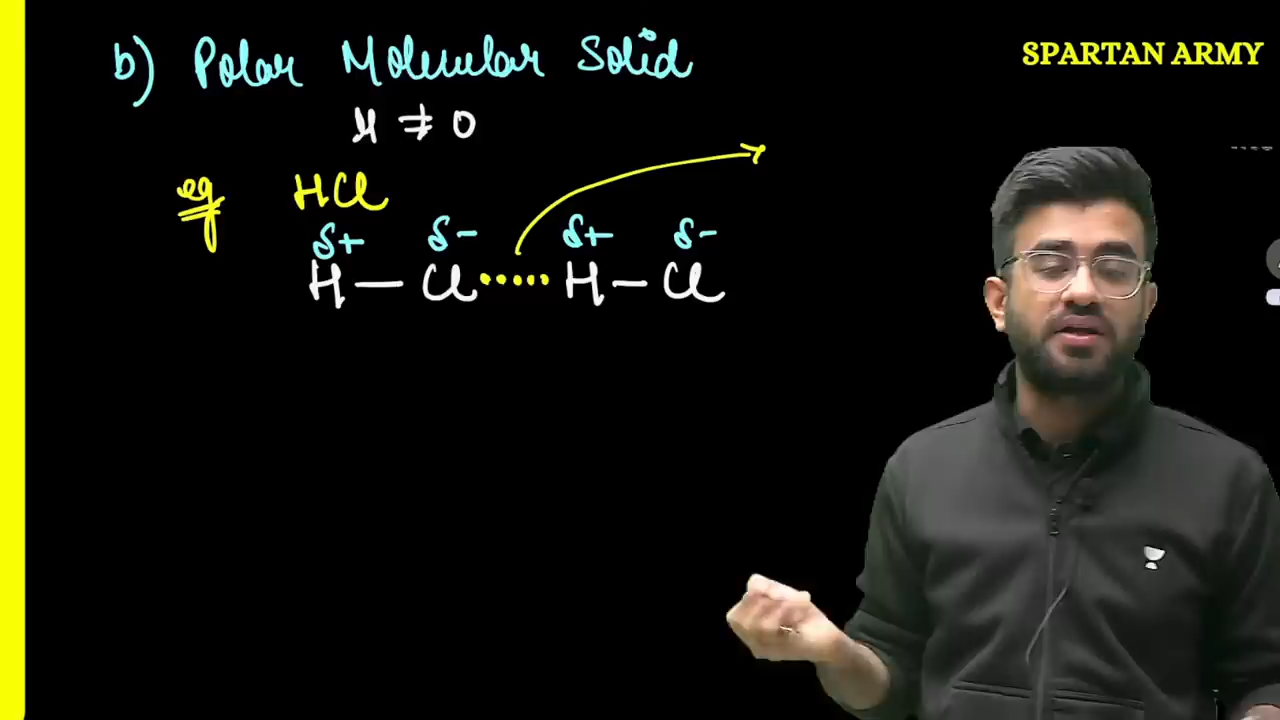 b) Polar Molecular Solid
SPARTAN ARMY
μ ≠ 0
eg HCl
δ+ δ- δ+ δ-
H — Cl ..... H — Cl